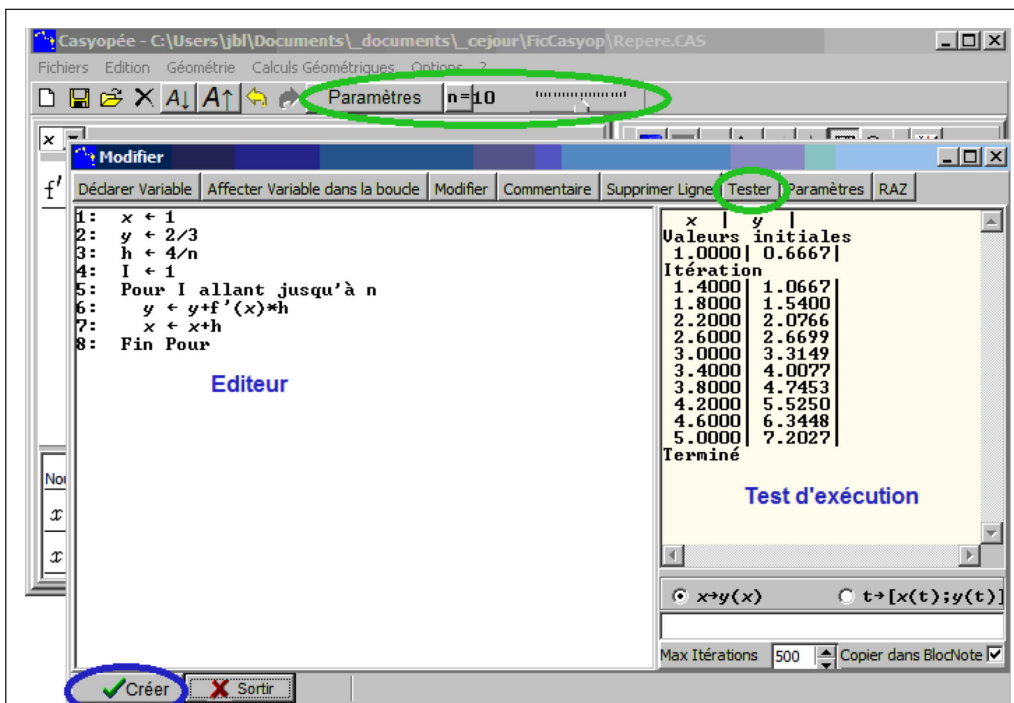 Casyopée - C:\Users\jbl\Documents\_documents\_cejour\FicCasyop\Repere.CAS
Fichiers Edition Géométrie Calculs Géométriques Options ?
A↓ A↑ Paramètres n=10
x
Modifier
f'
Déclarer Variable Affecter Variable dans la boucle Modifier Commentaire Supprimer Ligne Tester Paramètres RAZ
1: x ← 1
2: y ← 2/3
3: h ← 4/n
4: I ← 1
5: Pour I allant jusqu'à n
6: y ← y+f'(x)*h
7: x ← x+h
8: Fin Pour
Editeur
x | y |
Valeurs initiales
1.0000| 0.6667|
Itération
1.4000| 1.0667|
1.8000| 1.5400|
2.2000| 2.0766|
2.6000| 2.6699|
3.0000| 3.3149|
3.4000| 4.0077|
3.8000| 4.7453|
4.2000| 5.5250|
4.6000| 6.3448|
5.0000| 7.2027|
Terminé
Test d'exécution
Nou
x
x
x→y(x) t→[x(t);y(t)]
Max Itérations 500 Copier dans BlocNote
Créer Sortir